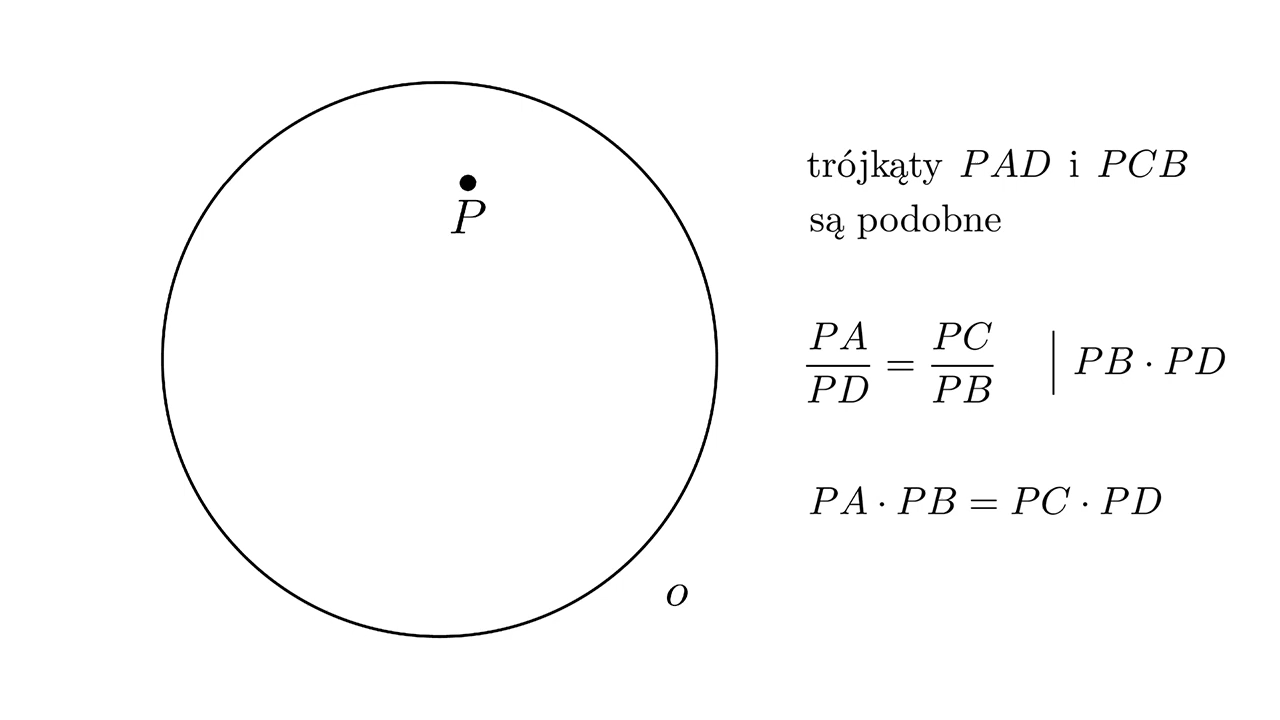 P
trójkąty PAD i PCB
są podobne
PA/PD = PC/PB | PB · PD
PA · PB = PC · PD
o